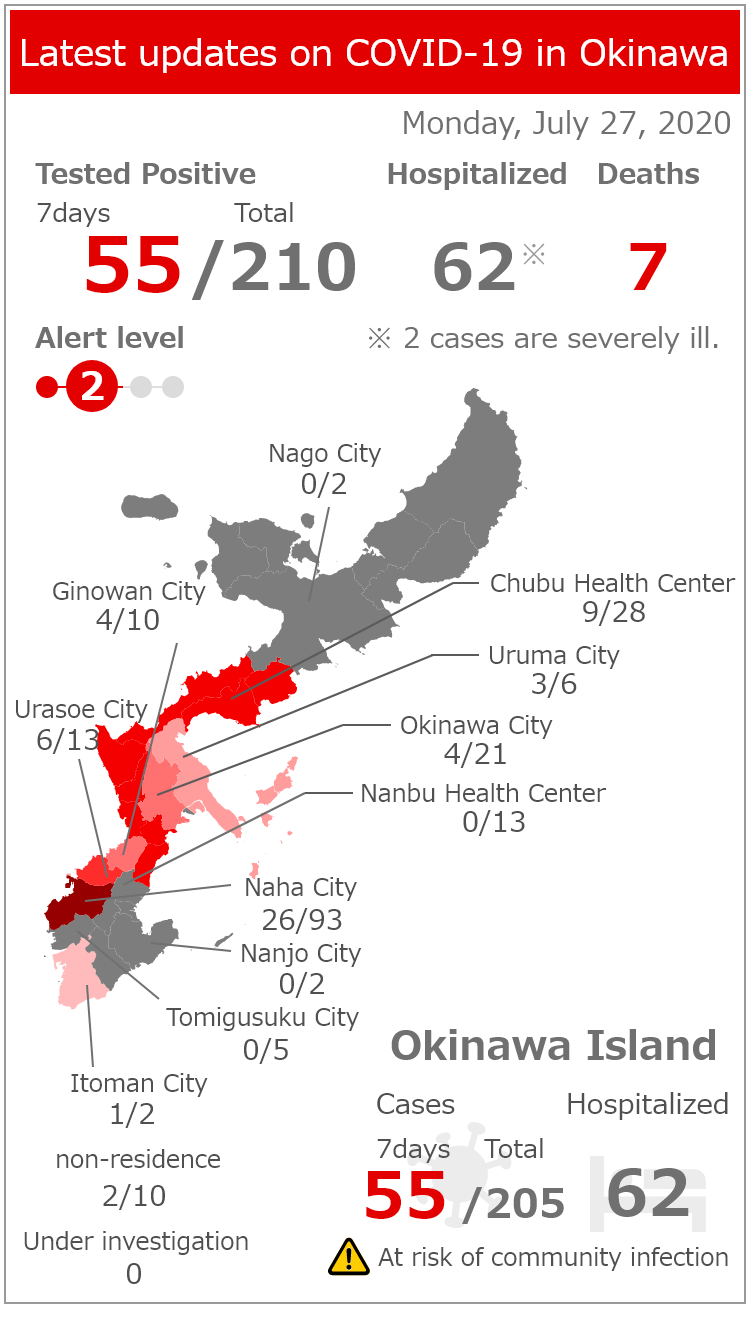 Latest updates on COVID-19 in Okinawa
Monday, July 27, 2020
Tested Positive Hospitalized Deaths
7days Total
55/210 62※ 7
Alert level ※ 2 cases are severely ill.
2
Nago City
0/2
Ginowan City
4/10
Chubu Health Center
9/28
Uruma City
3/6
Urasoe City
6/13
Okinawa City
4/21
Nanbu Health Center
0/13
Naha City
26/93
Nanjo City
0/2
Tomigusuku City
0/5
Itoman City
1/2
non-residence
2/10
Under investigation
0
Okinawa Island
Cases Hospitalized
7days Total
55/205 62
At risk of community infection